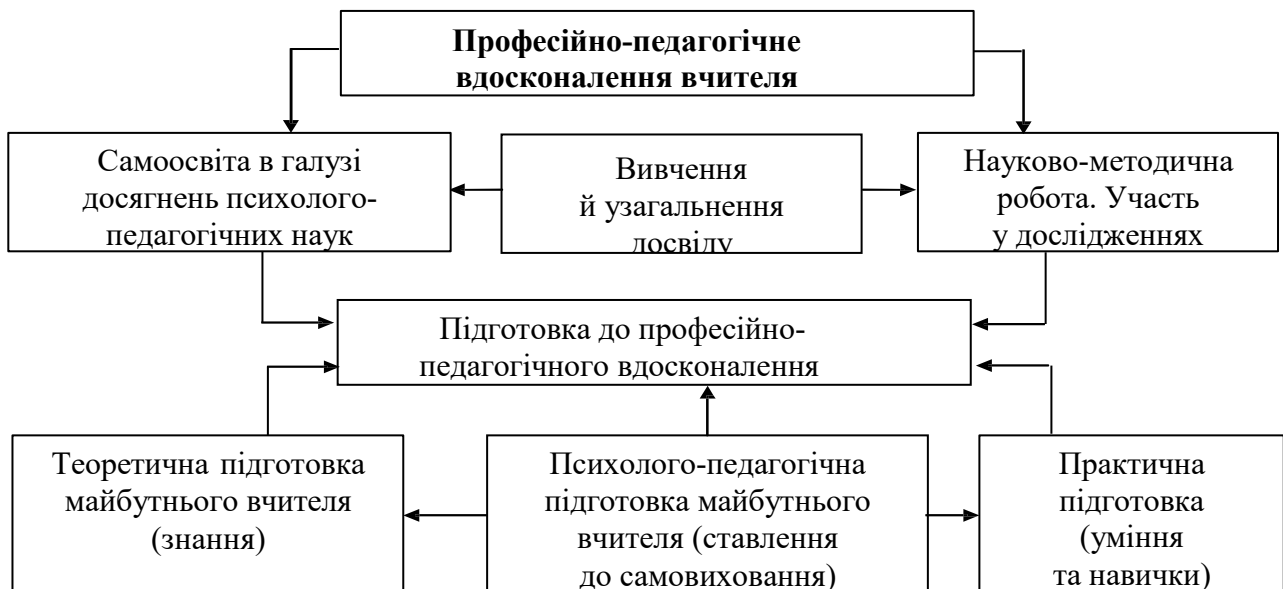 Професійно-педагогічне
вдосконалення вчителя
Самоосвіта в галузі
досягнень психолого-
педагогічних наук
Вивчення
й узагальнення
досвіду
Науково-методична
робота. Участь
у дослідженнях
Підготовка до професійно-
педагогічного вдосконалення
Теоретична підготовка
майбутнього вчителя
(знання)
Психолого-педагогічна
підготовка майбутнього
вчителя (ставлення
до самовиховання)
Практична
підготовка
(уміння
та навички)